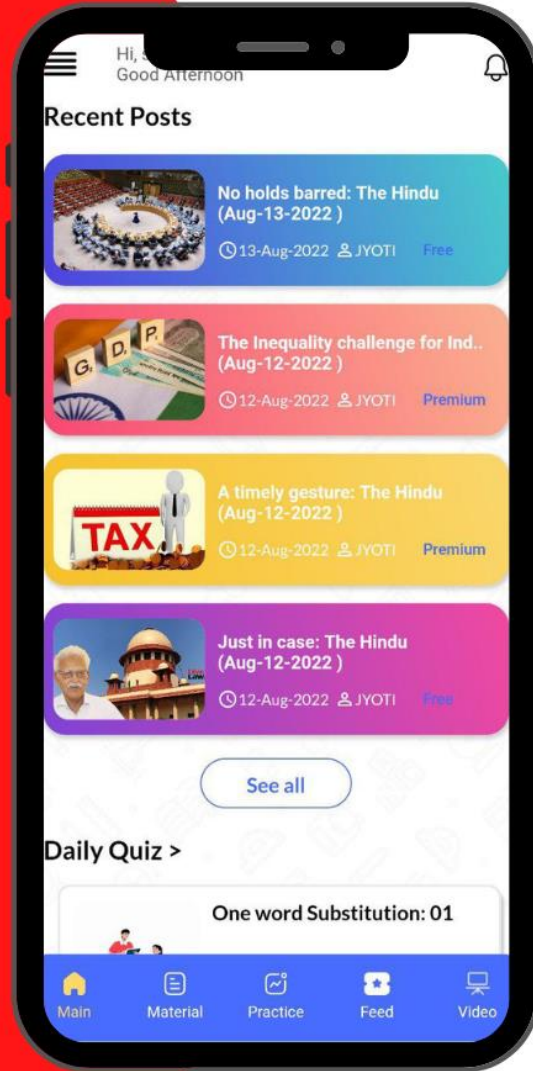 Hi,
Good Afternoon
Recent Posts
No holds barred: The Hindu
(Aug-13-2022 )
13-Aug-2022 JYOTI Free
G D P
The Inequality challenge for Ind..
(Aug-12-2022 )
12-Aug-2022 JYOTI Premium
TAX
A timely gesture: The Hindu
(Aug-12-2022 )
12-Aug-2022 JYOTI Premium
Just in case: The Hindu
(Aug-12-2022 )
12-Aug-2022 JYOTI Free
See all
Daily Quiz >
One word Substitution: 01
Main Material Practice Feed Video